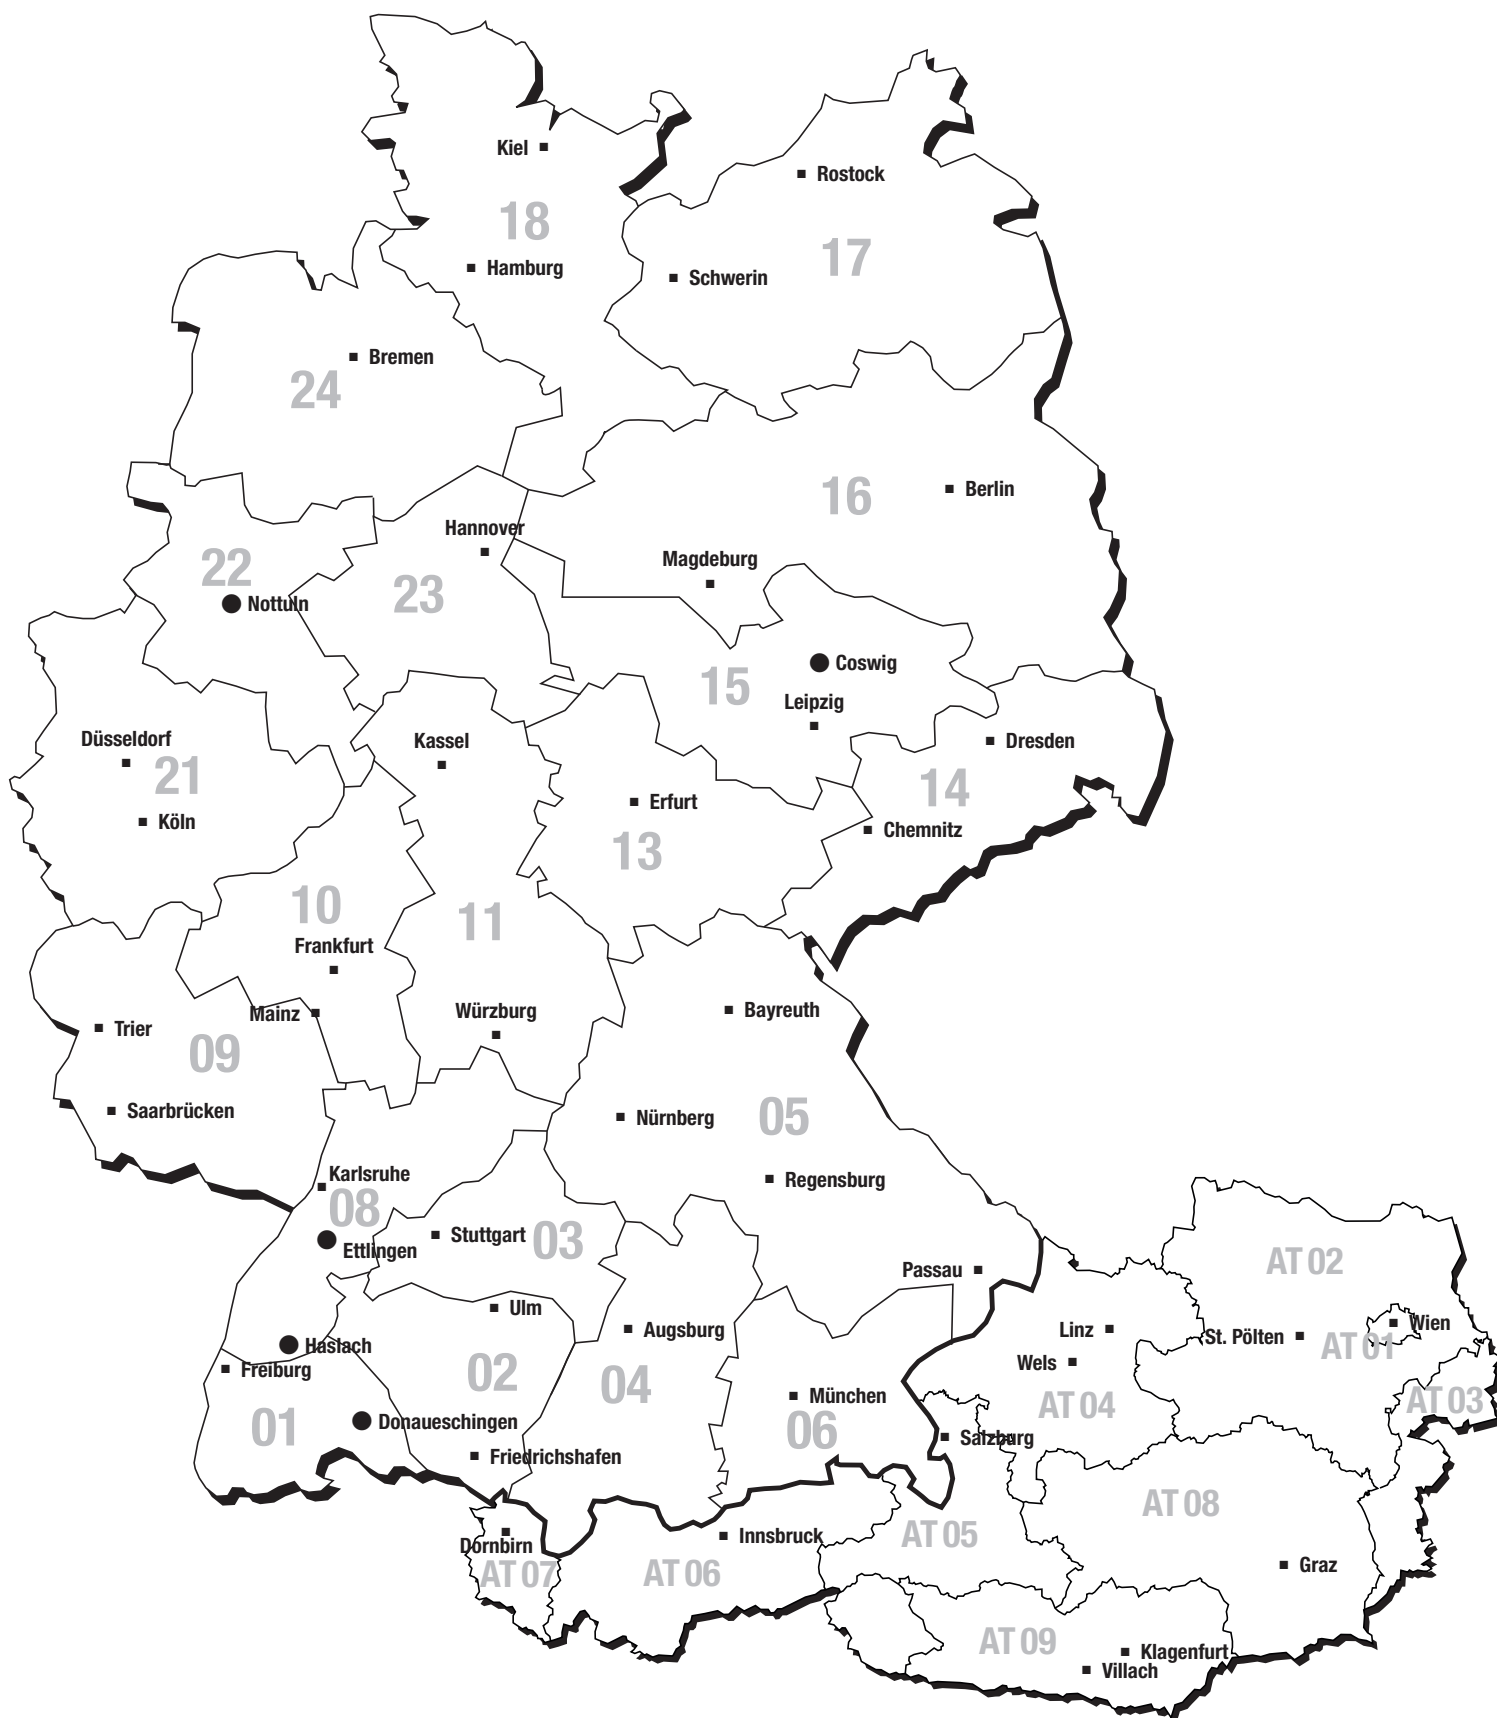 Kiel
Rostock
18
17
Hamburg
Schwerin
Bremen
24
Berlin
16
Hannover
Magdeburg
22
23
Nottuln
Coswig
15
Leipzig
Düsseldorf
Kassel
Dresden
21
14
Erfurt
Köln
Chemnitz
13
10
11
Frankfurt
Mainz
Würzburg
Bayreuth
Trier
09
Saarbrücken
Nürnberg
05
Karlsruhe
Regensburg
08
Stuttgart
03
Ettlingen
Passau
AT 02
Ulm
Augsburg
Linz
St. Pölten
Wien
Haslach
AT 01
Freiburg
02
Wels
04
München
AT 04
AT 03
01
Donaueschingen
06
Salzburg
Friedrichshafen
AT 08
Innsbruck
AT 05
Dornbirn
AT 07
AT 06
Graz
AT 09
Klagenfurt
Villach